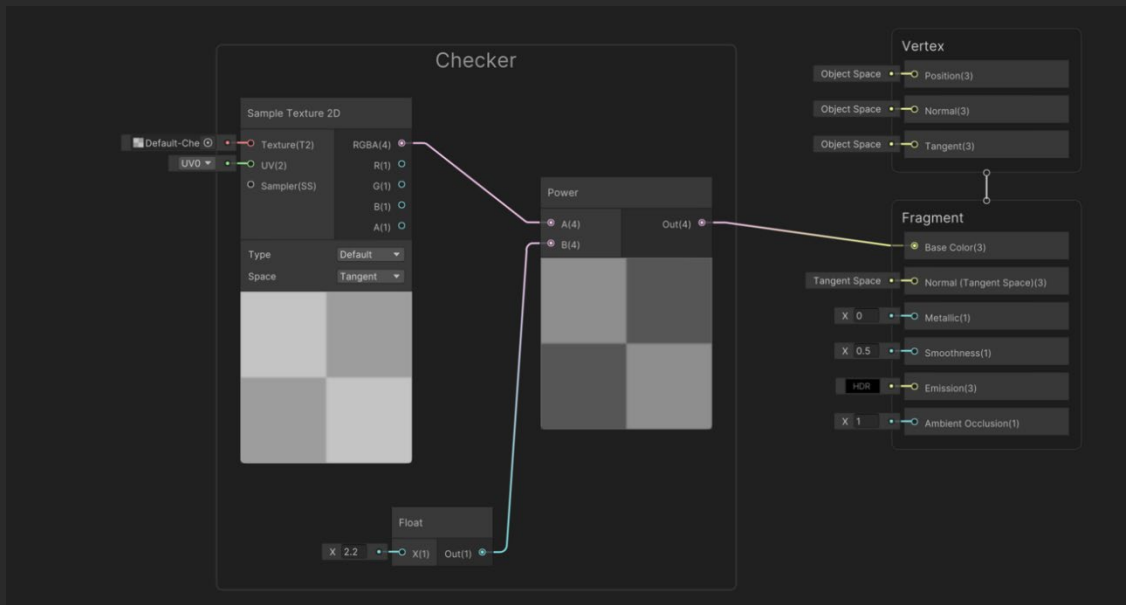 Checker
Sample Texture 2D
Default-Che
Texture(T2)
RGBA(4)
UV0
UV(2)
R(1)
Sampler(SS)
G(1)
B(1)
A(1)
Type
Default
Space
Tangent
Float
X 2.2
X(1)
Out(1)
Power
A(4)
Out(4)
B(4)
Vertex
Object Space
Position(3)
Object Space
Normal(3)
Object Space
Tangent(3)
Fragment
Base Color(3)
Tangent Space
Normal (Tangent Space)(3)
X 0
Metallic(1)
X 0.5
Smoothness(1)
HDR
Emission(3)
X 1
Ambient Occlusion(1)